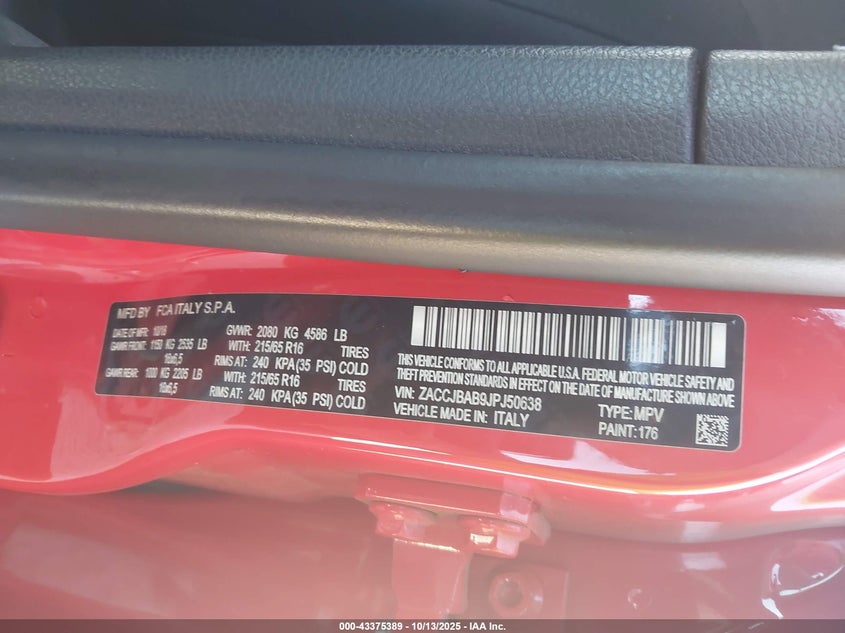 MFD BY FCA ITALY S.P.A.
DATE OF MFR 10/18 GVWR: 2080 KG 4586 LB
GAWR FRONT: 1150 KG 2535 LB WITH: 215/65 R16 TIRES
16x6,5 RIMS AT: 240 KPA(35 PSI) COLD
GAWR REAR: 1000 KG 2205 LB WITH: 215/65 R16 TIRES
16x6,5 RIMS AT: 240 KPA(35 PSI) COLD
THIS VEHICLE CONFORMS TO ALL APPLICABLE U.S.A. FEDERAL MOTOR VEHICLE SAFETY AND
THEFT PREVENTION STANDARDS IN EFFECT ON THE DATE OF MANUFACTURE SHOWN ABOVE
VIN: ZACCJBAB9JPJ50638 TYPE: MPV
VEHICLE MADE IN: ITALY PAINT: 176
000-43375389 - 10/13/2025 - IAA Inc.